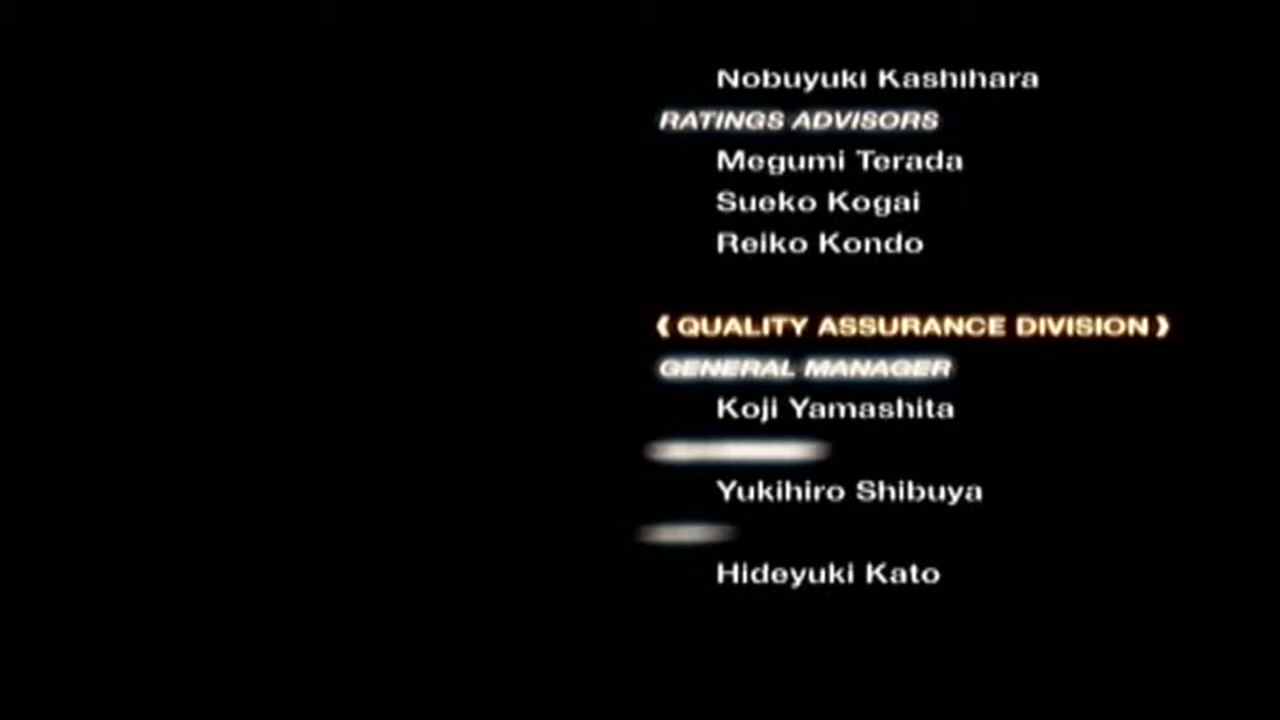 Nobuyuki Kashihara
RATINGS ADVISORS
Megumi Terada
Sueko Kogai
Reiko Kondo
❰ QUALITY ASSURANCE DIVISION ❱
GENERAL MANAGER
Koji Yamashita
Yukihiro Shibuya
Hideyuki Kato